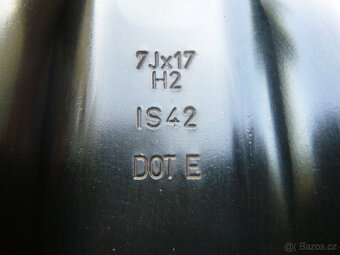 7Jx17
H2
IS42
DOT E
Bazos.cz